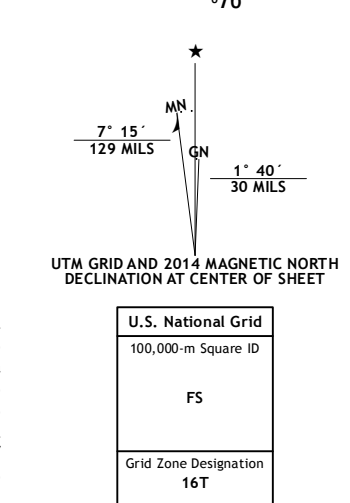 °70
★
MN
7° 15´
129 MILS
GN
1° 40´
30 MILS
UTM GRID AND 2014 MAGNETIC NORTH
DECLINATION AT CENTER OF SHEET
U.S. National Grid
100,000-m Square ID
FS
Grid Zone Designation
16T